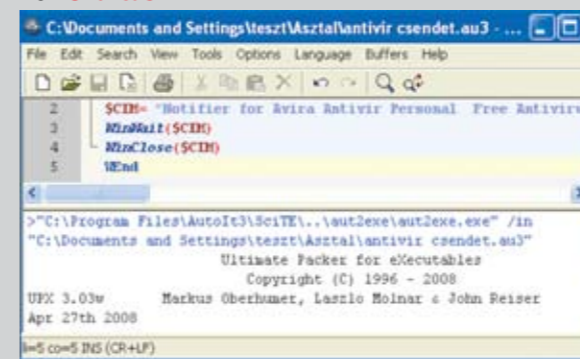 C:\Documents and Settings\teszt\Asztal\antivir csendet.au3 - ...
File Edit Search View Tools Options Language Buffers Help
2 $CIM= "Notifier for Avira Antivir Personal Free Antivir
3 WinWait($CIM)
4 WinClose($CIM)
5 WEnd
>"C:\Program Files\AutoIt3\SciTE\..\aut2exe\aut2exe.exe" /in
"C:\Documents and Settings\teszt\Asztal\antivir csendet.au3"
Ultimate Packer for eXecutables
Copyright (C) 1996 - 2008
UPX 3.03w Markus Oberhumer, Laszlo Molnar & John Reiser
Apr 27th 2008
li=5 co=5 INS (CR+LF)